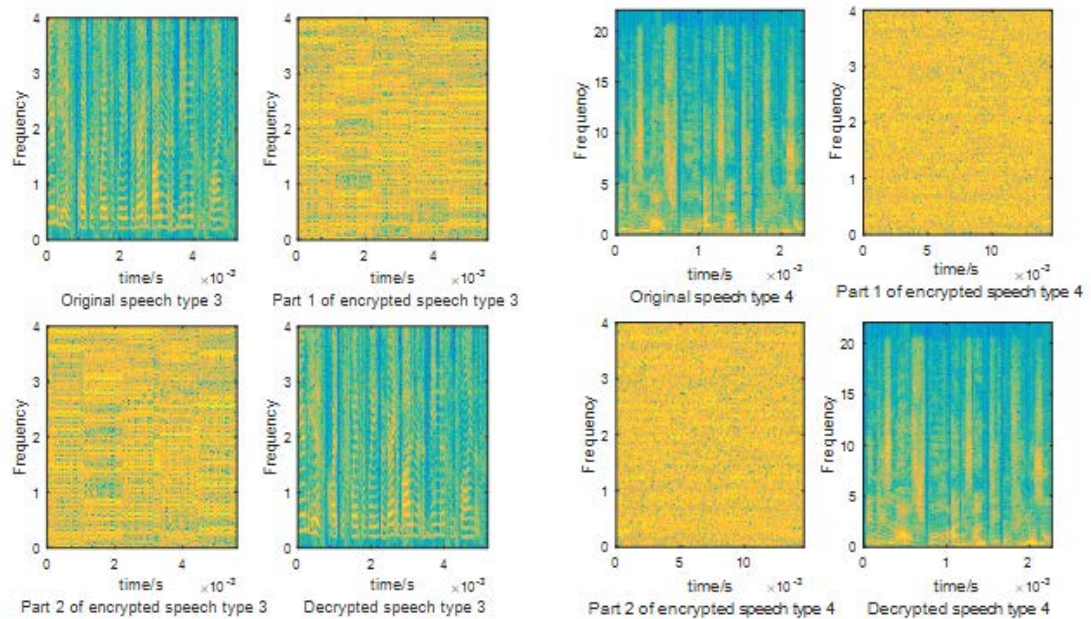 4
3
2
1
0
Frequency
0 2 4
time/s
×10⁻³
Original speech type 3
4
3
2
1
0
Frequency
0 2 4
time/s
×10⁻³
Part 1 of encrypted speech type 3
20
15
10
5
0
Frequency
0 1 2
time/s
×10⁻³
Original speech type 4
4
3
2
1
0
Frequency
0 5 10
time/s
×10⁻³
Part 1 of encrypted speech type 4
4
3
2
1
0
Frequency
0 2 4
time/s
×10⁻³
Part 2 of encrypted speech type 3
4
3
2
1
0
Frequency
0 2 4
time/s
×10⁻³
Decrypted speech type 3
4
3
2
1
0
Frequency
0 5 10
time/s
×10⁻³
Part 2 of encrypted speech type 4
20
15
10
5
0
Frequency
0 1 2
time/s
×10⁻³
Decrypted speech type 4